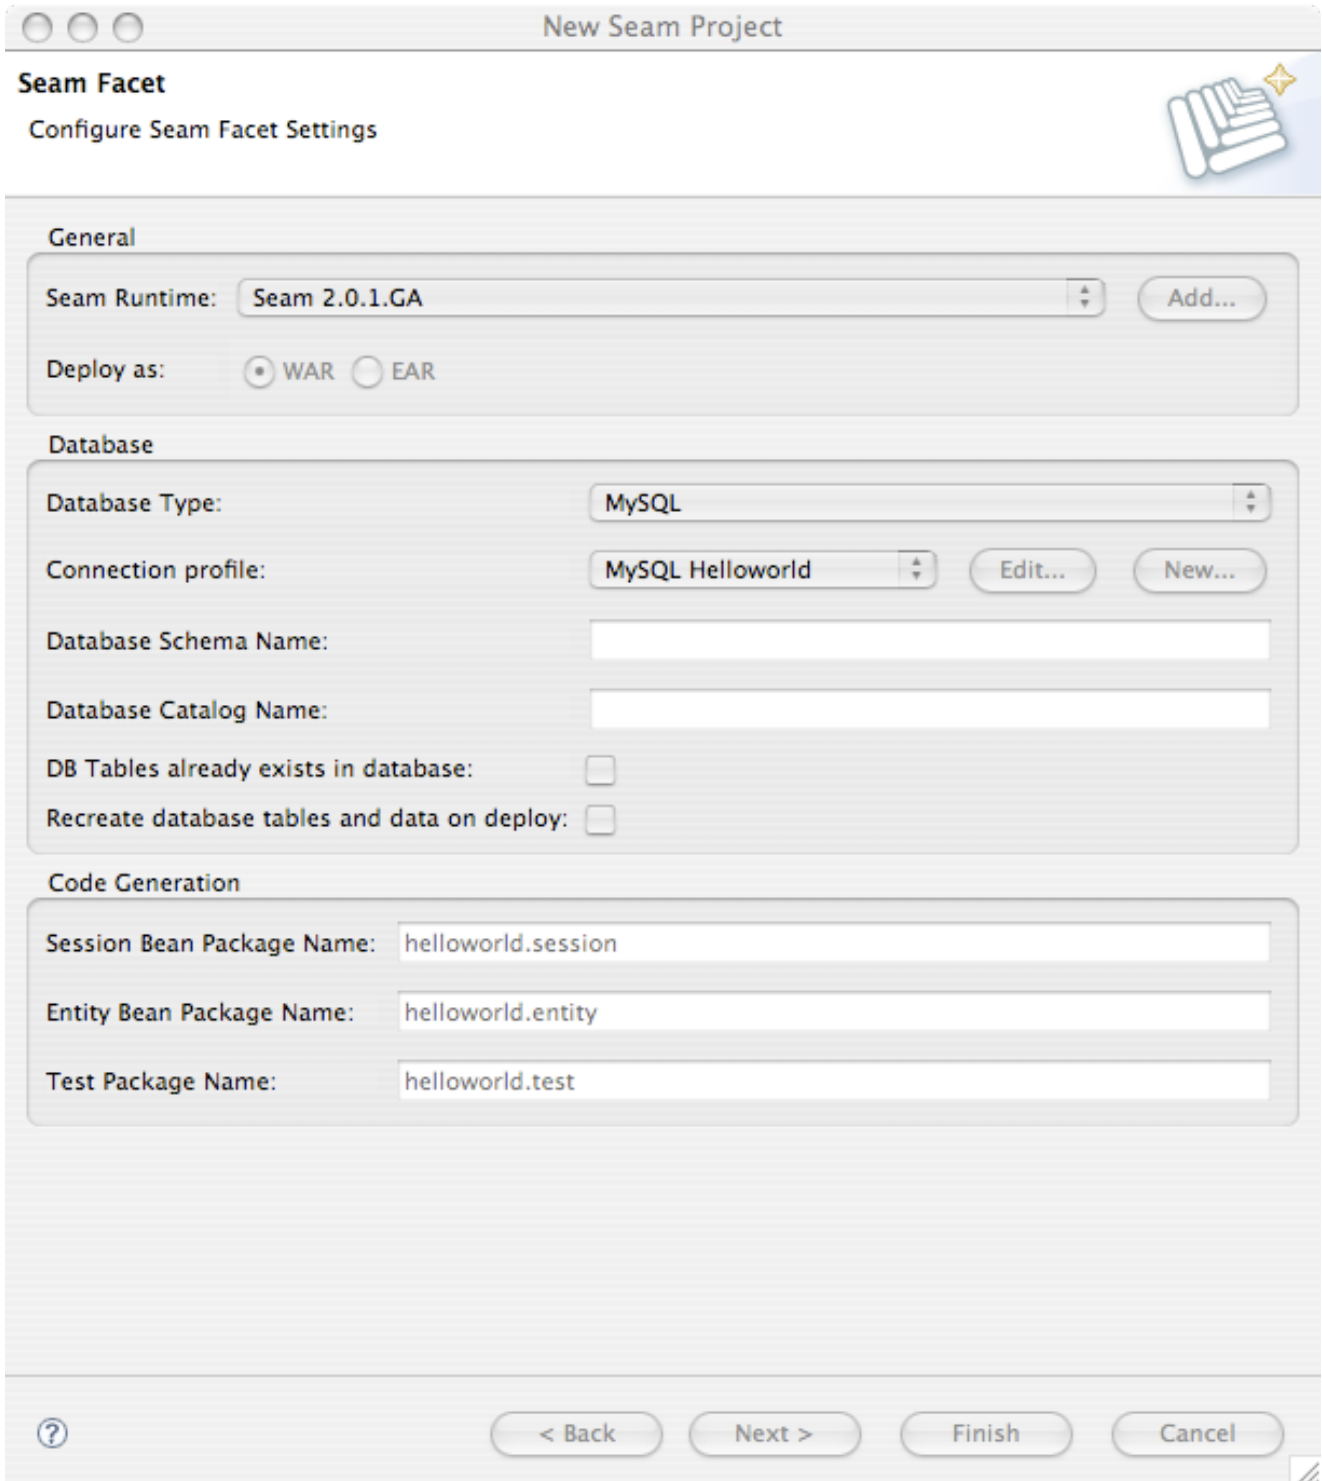 New Seam Project
Seam Facet
Configure Seam Facet Settings
General
Seam Runtime: Seam 2.0.1.GA Add...
Deploy as: WAR EAR
Database
Database Type: MySQL
Connection profile: MySQL Helloworld Edit... New...
Database Schema Name:
Database Catalog Name:
DB Tables already exists in database:
Recreate database tables and data on deploy:
Code Generation
Session Bean Package Name: helloworld.session
Entity Bean Package Name: helloworld.entity
Test Package Name: helloworld.test
? < Back Next > Finish Cancel